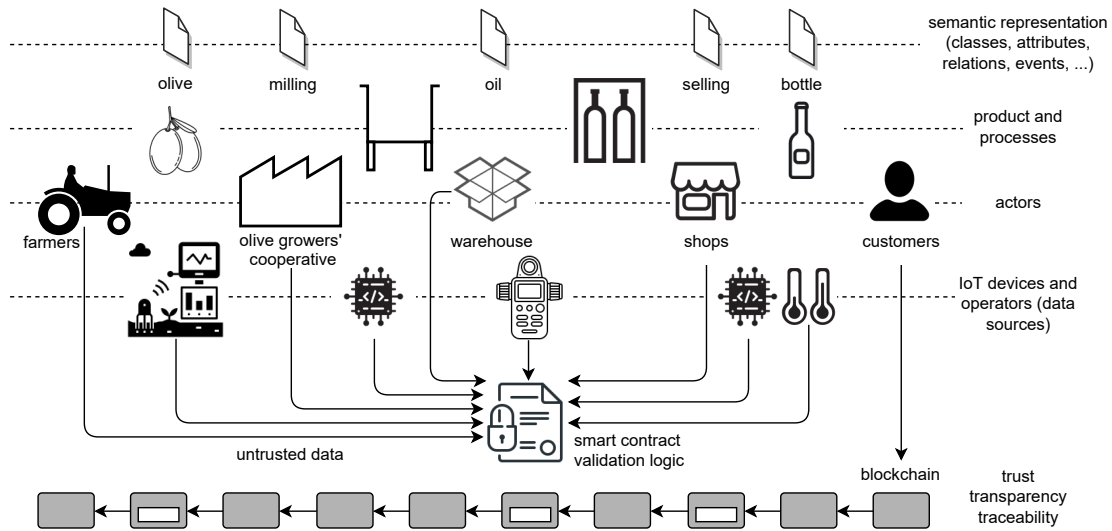 semantic representation
(classes, attributes,
relations, events, ...)
olive
milling
oil
selling
bottle
product and
processes
actors
farmers
olive growers'
cooperative
warehouse
shops
customers
</>
</>
IoT devices and
operators (data
sources)
untrusted data
smart contract
validation logic
blockchain
trust
transparency
traceability